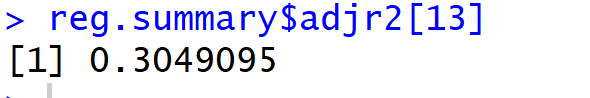 > reg.summary$adjr2[13]
[1] 0.3049095
>